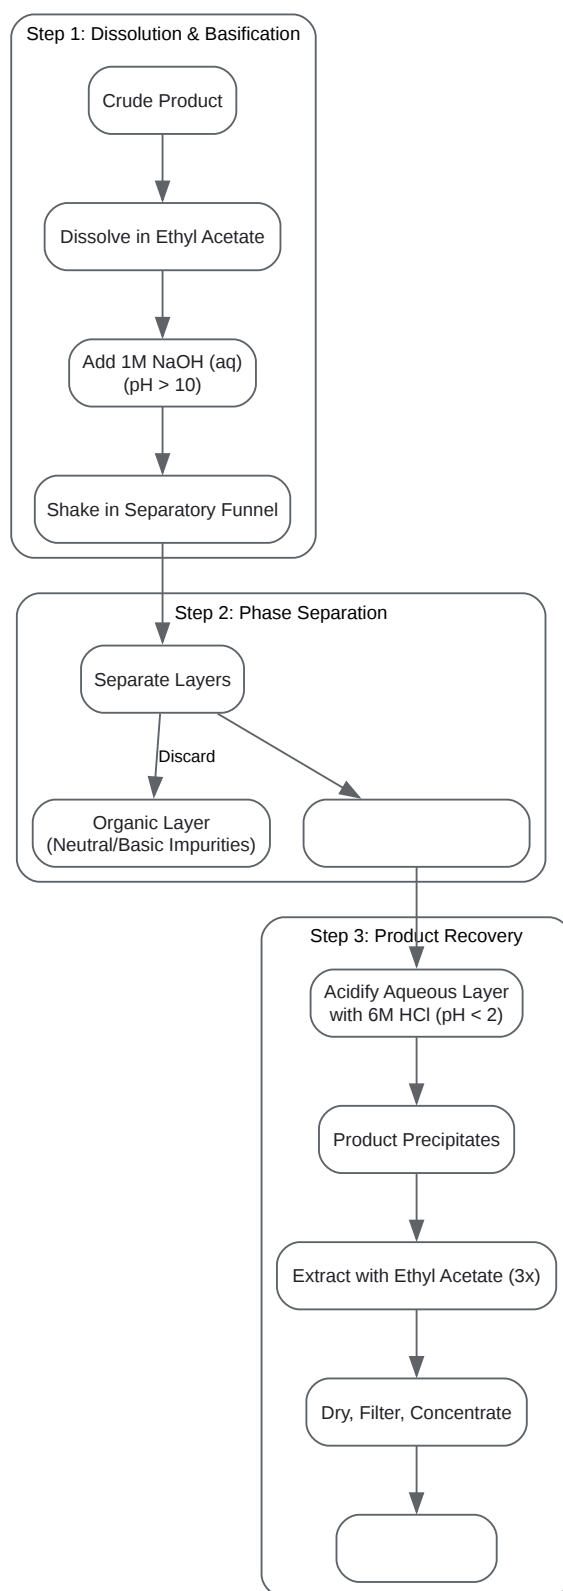 Step 1: Dissolution & Basification
Crude Product
Dissolve in Ethyl Acetate
Add 1M NaOH (aq)
(pH > 10)
Shake in Separatory Funnel
Step 2: Phase Separation
Separate Layers
Discard
Organic Layer
(Neutral/Basic Impurities)
Step 3: Product Recovery
Acidify Aqueous Layer
with 6M HCl (pH < 2)
Product Precipitates
Extract with Ethyl Acetate (3x)
Dry, Filter, Concentrate